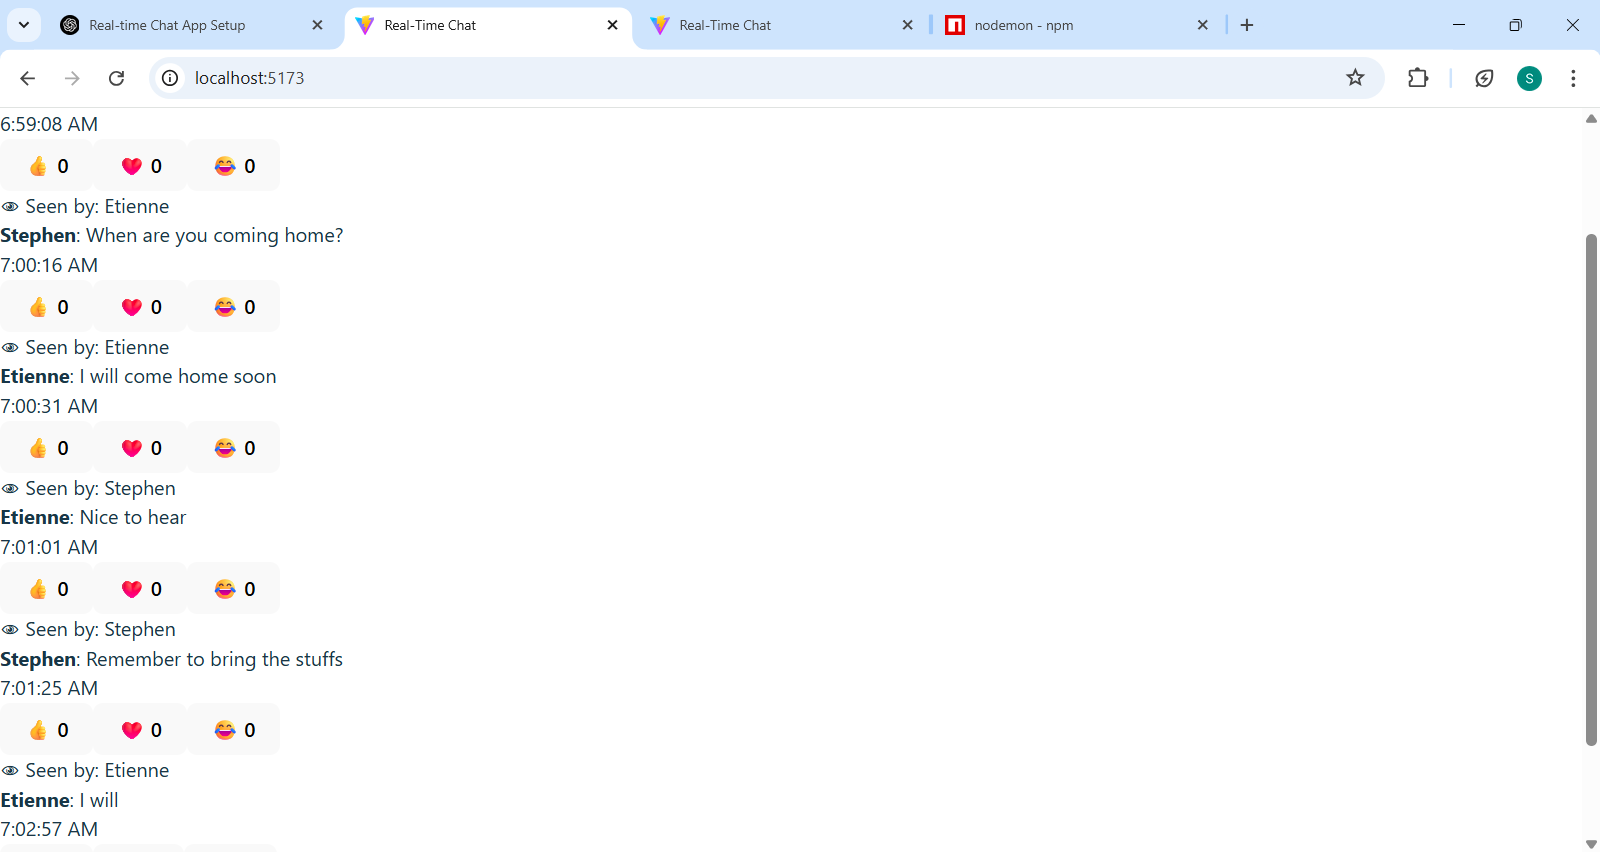 Real-time Chat App Setup
Real-Time Chat
Real-Time Chat
nodemon - npm
localhost:5173
S
6:59:08 AM
👍 0 ❤️ 0 😂 0
👁 Seen by: Etienne
Stephen: When are you coming home?
7:00:16 AM
👍 0 ❤️ 0 😂 0
👁 Seen by: Etienne
Etienne: I will come home soon
7:00:31 AM
👍 0 ❤️ 0 😂 0
👁 Seen by: Stephen
Etienne: Nice to hear
7:01:01 AM
👍 0 ❤️ 0 😂 0
👁 Seen by: Stephen
Stephen: Remember to bring the stuffs
7:01:25 AM
👍 0 ❤️ 0 😂 0
👁 Seen by: Etienne
Etienne: I will
7:02:57 AM